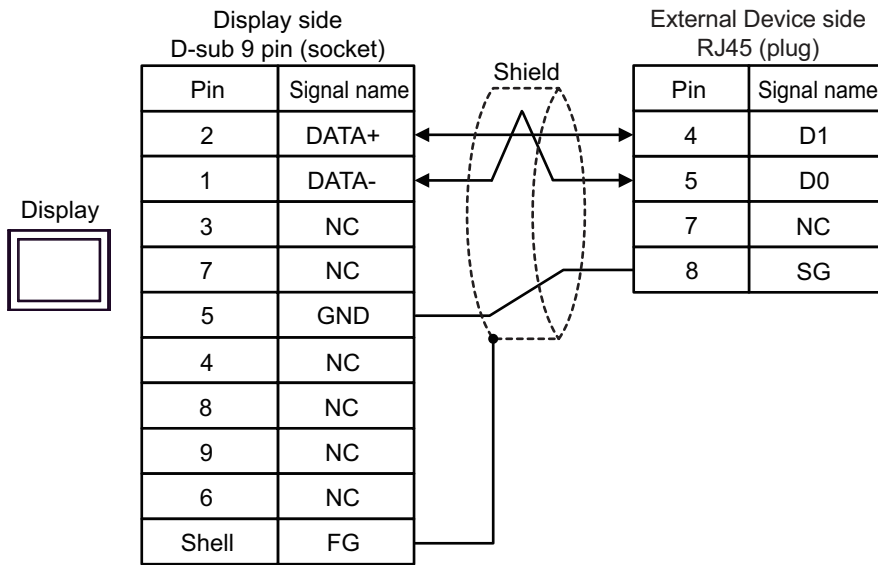 Display side
D-sub 9 pin (socket)
External Device side
RJ45 (plug)
Shield
Display
Pin Signal name
2 DATA+
1 DATA-
3 NC
7 NC
5 GND
4 NC
8 NC
9 NC
6 NC
Shell FG
Pin Signal name
4 D1
5 D0
7 NC
8 SG